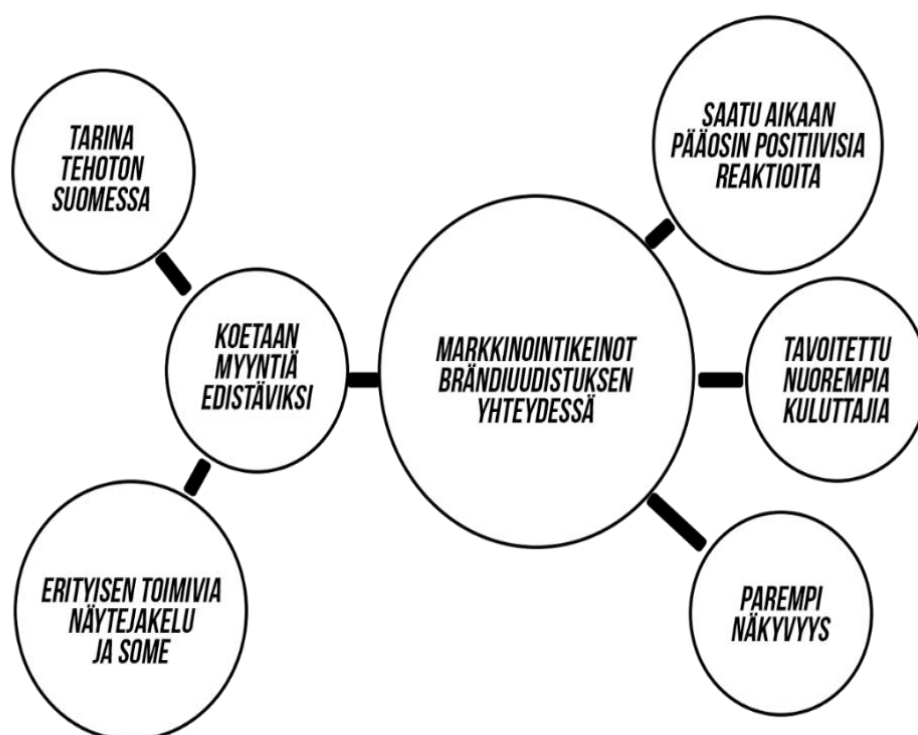 TARINA
TEHOTON
SUOMESSA
KOETAAN
MYYNTIÄ
EDISTÄVIKSI
ERITYISEN TOIMIVIA
NÄYTEJAKELU
JA SOME
MARKKINOINTIKEINOT
BRÄNDIUUDISTUKSEN
YHTEYDESSÄ
SAATU AIKAAN
PÄÄOSIN POSITIIVISIA
REAKTIOITA
TAVOITETTU
NUOREMPIA
KULUTTAJIA
PAREMPI
NÄKYVYYS